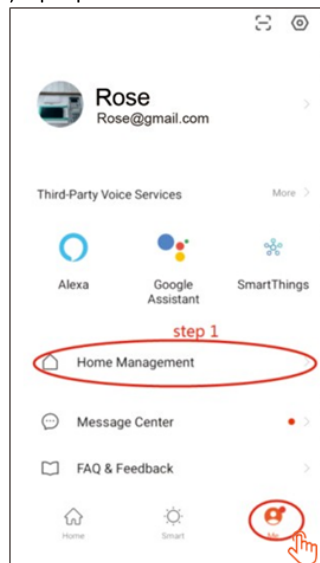 Rose
Rose@gmail.com
Third-Party Voice Services More
Alexa Google Assistant SmartThings
step 1
Home Management
Message Center
FAQ & Feedback
Home Smart Me